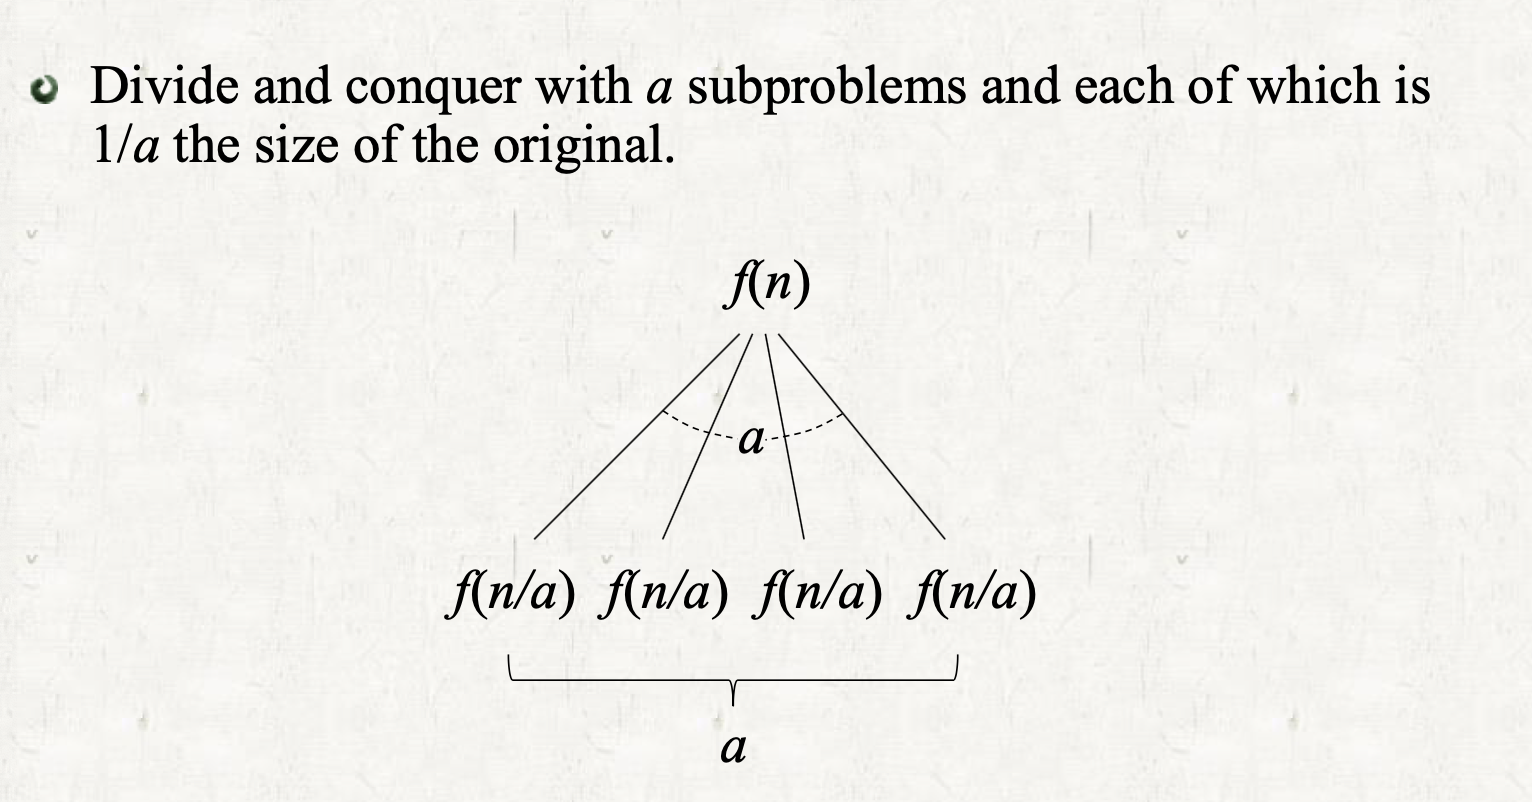 Divide and conquer with a subproblems and each of which is
1/a the size of the original.
f(n)
a
f(n/a) f(n/a) f(n/a) f(n/a)
a